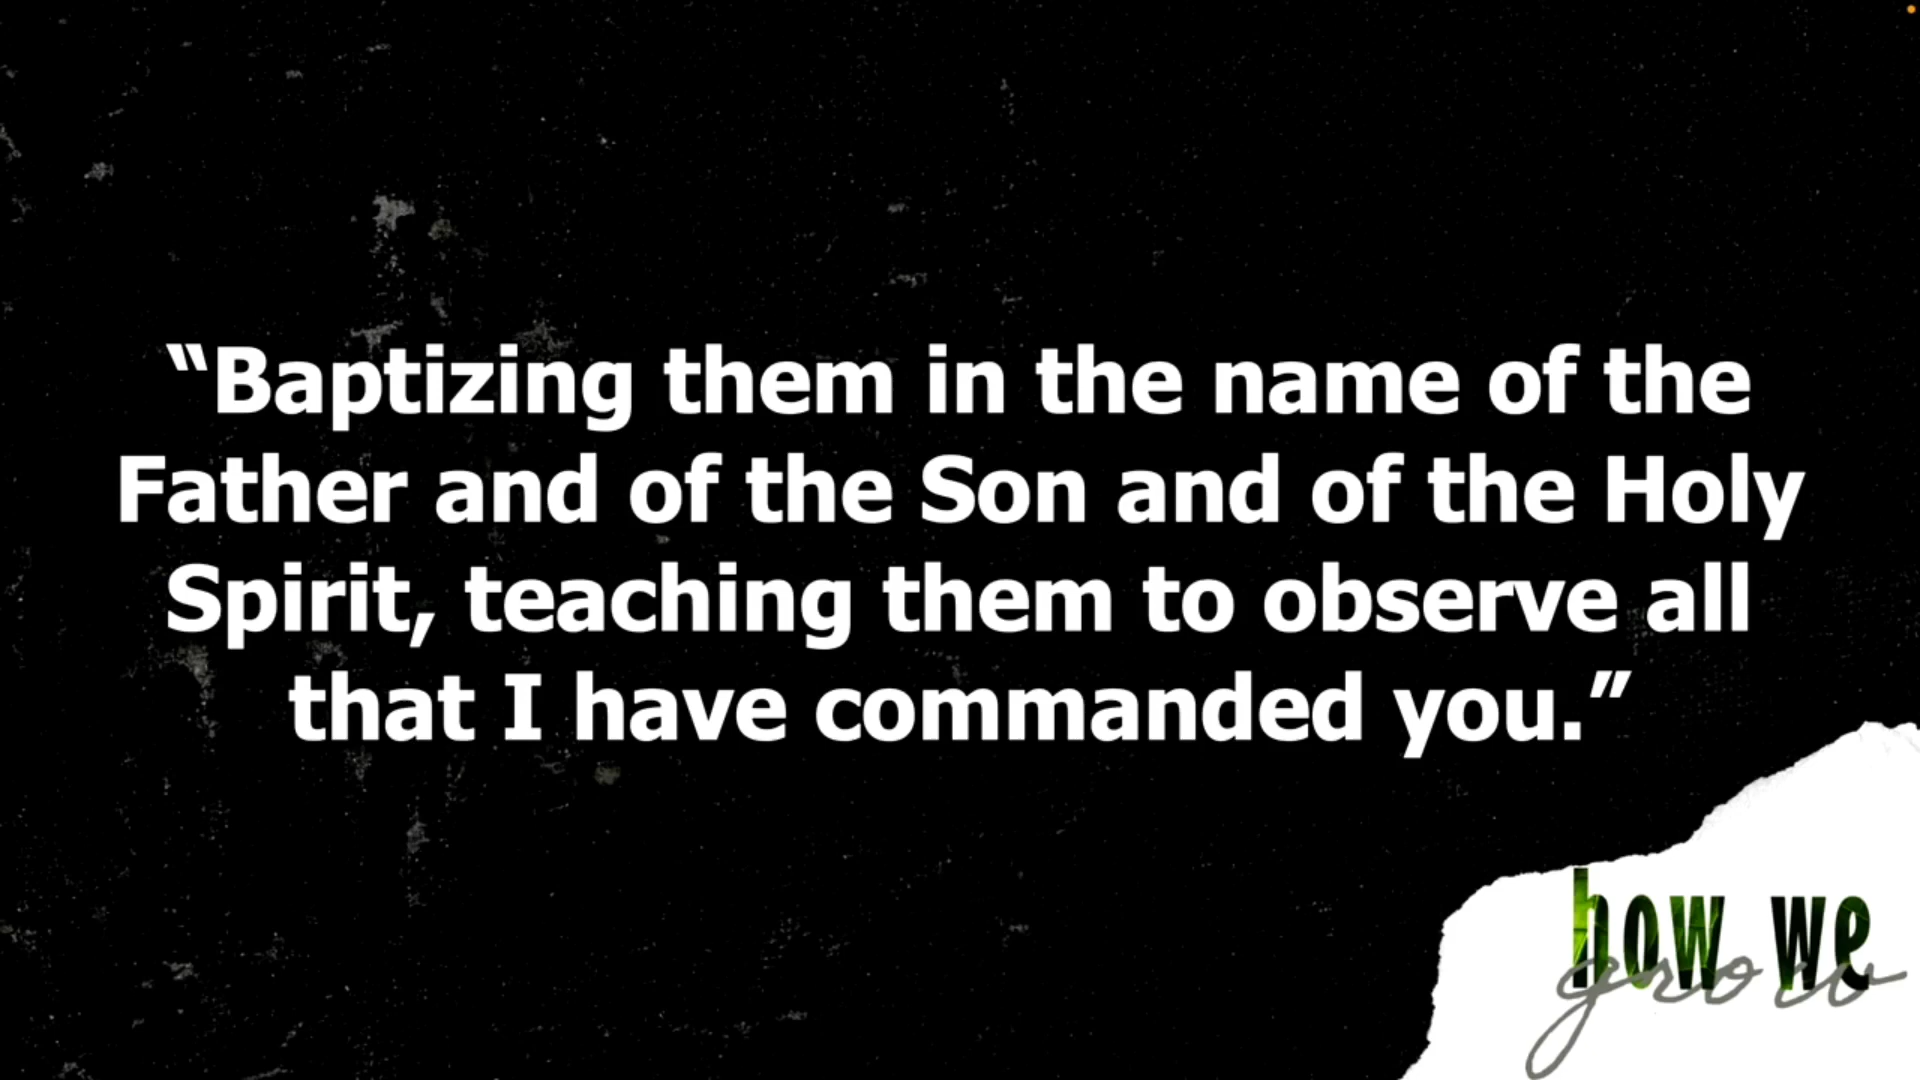 “Baptizing them in the name of the
Father and of the Son and of the Holy
Spirit, teaching them to observe all
that I have commanded you.”
how we
grow